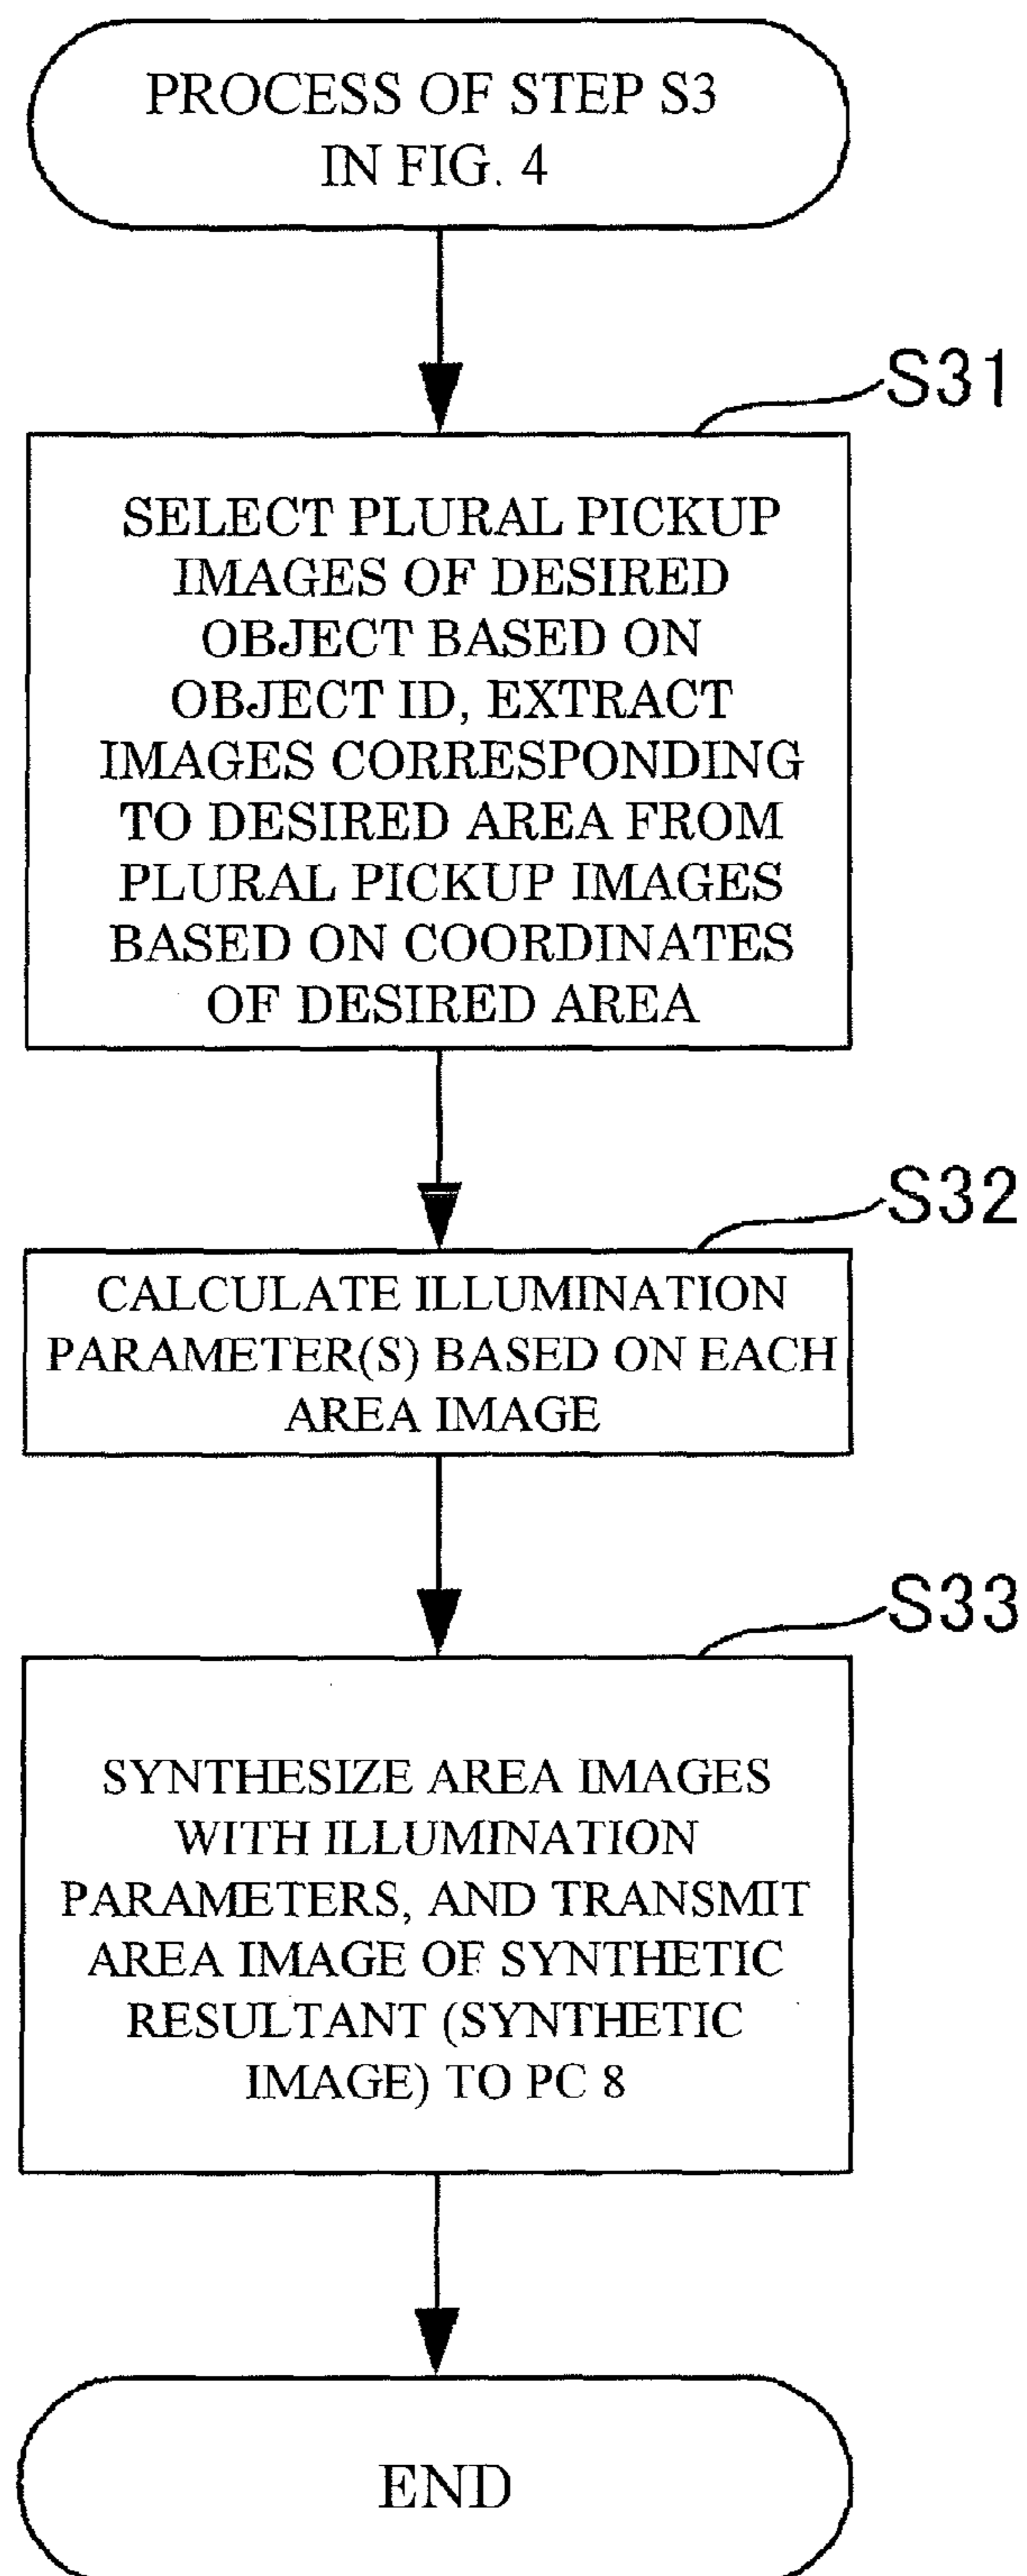 PROCESS OF STEP S3
IN FIG. 4
S31
SELECT PLURAL PICKUP
IMAGES OF DESIRED
OBJECT BASED ON
OBJECT ID, EXTRACT
IMAGES CORRESPONDING
TO DESIRED AREA FROM
PLURAL PICKUP IMAGES
BASED ON COORDINATES
OF DESIRED AREA
S32
CALCULATE ILLUMINATION
PARAMETER(S) BASED ON EACH
AREA IMAGE
S33
SYNTHESIZE AREA IMAGES
WITH ILLUMINATION
PARAMETERS, AND TRANSMIT
AREA IMAGE OF SYNTHETIC
RESULTANT (SYNTHETIC
IMAGE) TO PC 8
END